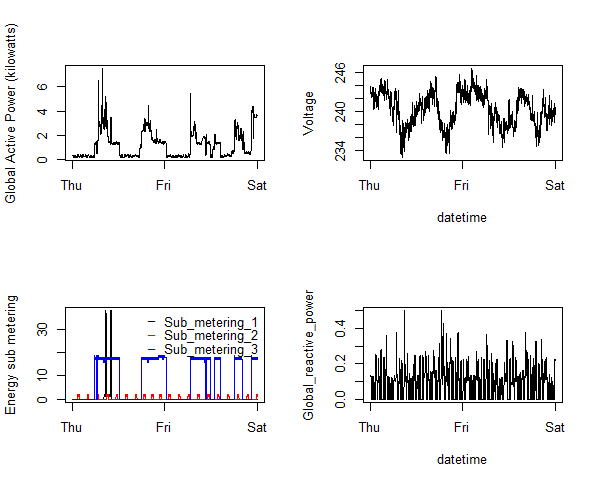 Global Active Power (kilowatts)
6
4
2
0
Thu
Fri
Sat
Voltage
246
240
234
Thu
Fri
Sat
datetime
Energy sub metering
30
10
0
Sub_metering_1
Sub_metering_2
Sub_metering_3
Thu
Fri
Sat
Global_reactive_power
0.4
0.2
0.0
Thu
Fri
Sat
datetime